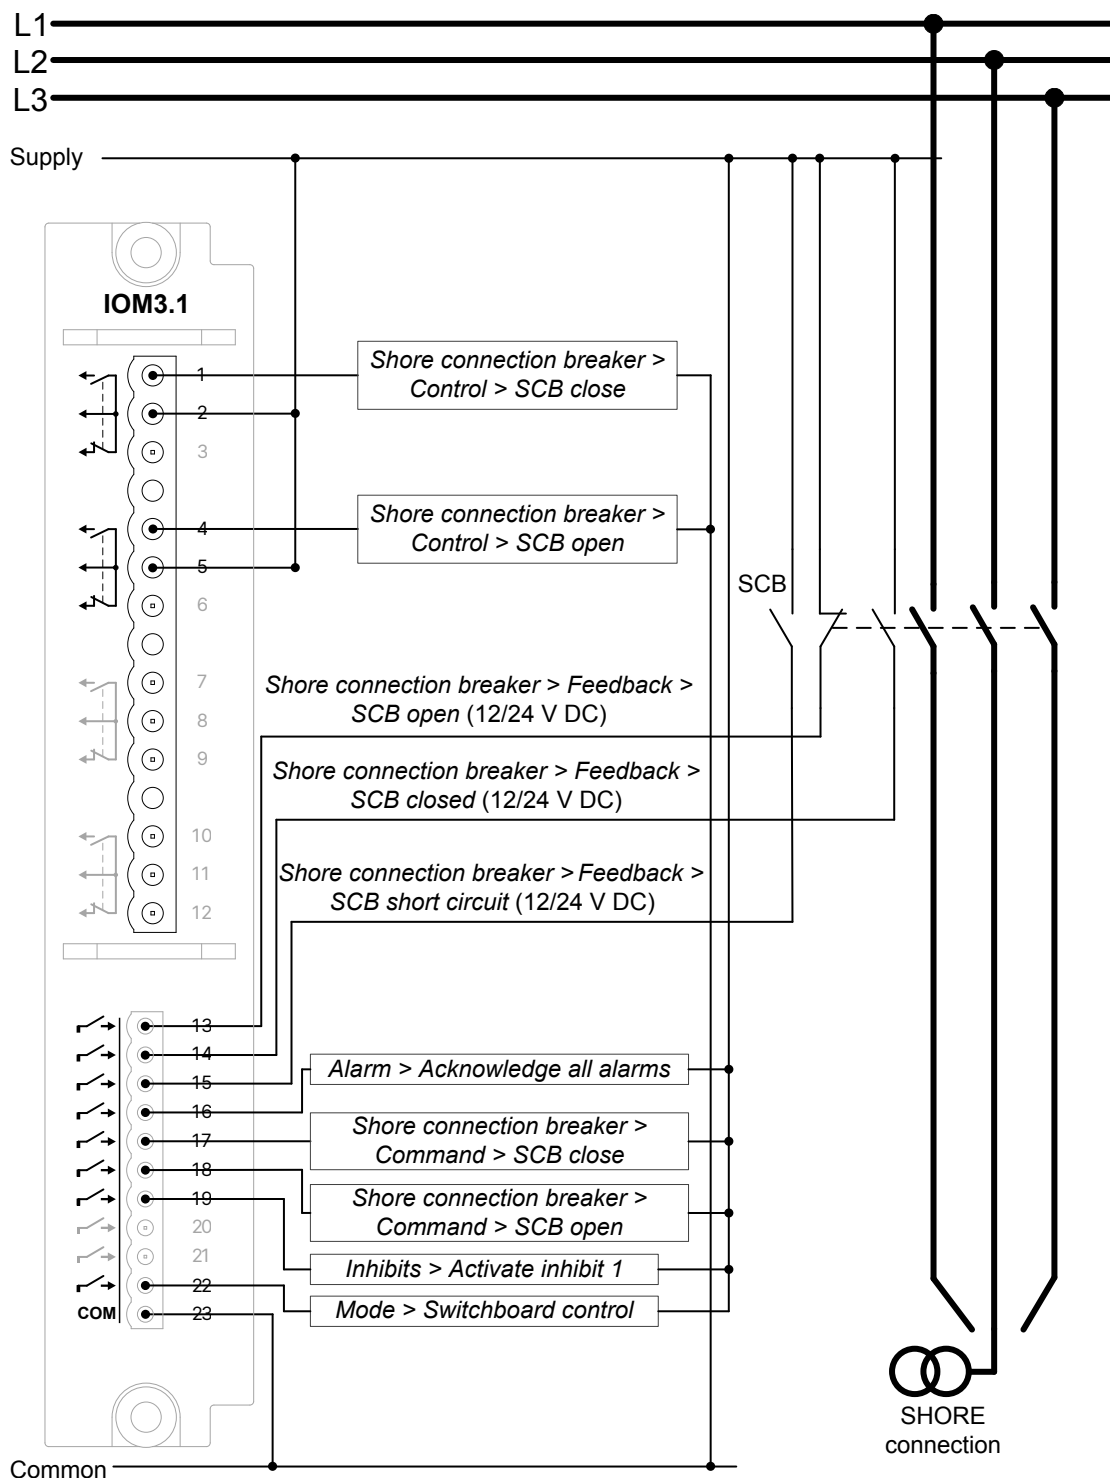 L1
L2
L3
Supply
IOM3.1
1
Shore connection breaker >
Control > SCB close
2
3
4
Shore connection breaker >
Control > SCB open
5
SCB
6
7
Shore connection breaker > Feedback >
SCB open (12/24 V DC)
8
9
Shore connection breaker > Feedback >
SCB closed (12/24 V DC)
10
11
Shore connection breaker > Feedback >
SCB short circuit (12/24 V DC)
12
13
14
Alarm > Acknowledge all alarms
15
16
Shore connection breaker >
Command > SCB close
17
18
Shore connection breaker >
Command > SCB open
19
20
21
Inhibits > Activate inhibit 1
22
Mode > Switchboard control
COM
23
SHORE
connection
Common